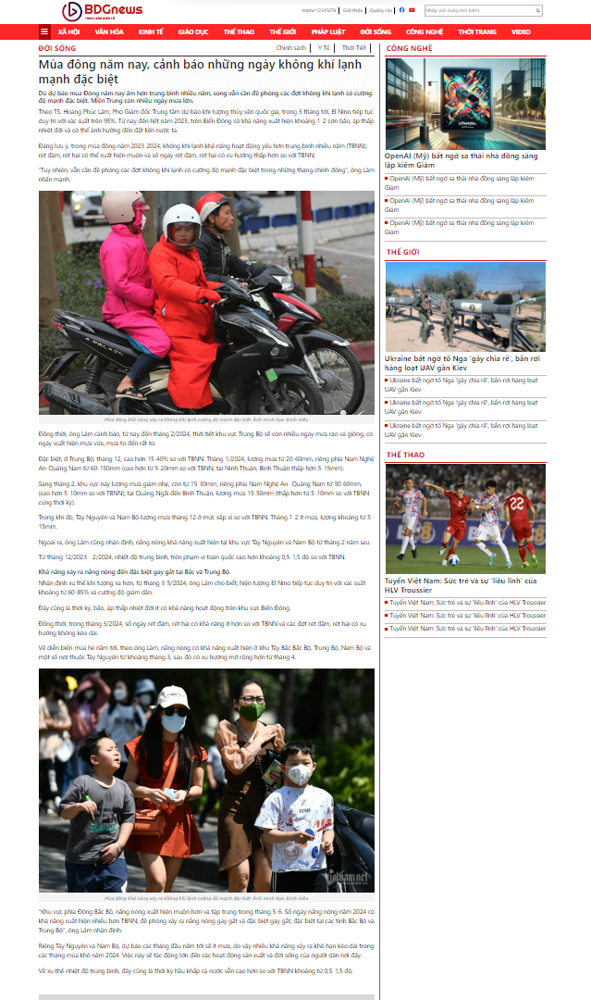 BDGnews
TRANG BÁO ĐIỆN TỬ
Hotline:12345678
Giới thiệu
Quảng cáo
Nhập nội dung tìm kiếm
XÃ HỘI VĂN HÓA KINH TẾ GIÁO DỤC THỂ THAO THẾ GIỚI PHÁP LUẬT ĐỜI SỐNG CÔNG NGHỆ THỜI TRANG VIDEO
ĐỜI SỐNG
Chính sách
Y Tế
Thời Tiết
Mùa đông năm nay, cảnh báo những ngày không khí lạnh
mạnh đặc biệt
Dù dự báo mùa Đông năm nay ấm hơn trung bình nhiều năm, song vẫn cần đề phòng các đợt không khí lạnh có cường
độ mạnh đặc biệt. Miền Trung còn nhiều ngày mưa lớn.
Theo TS. Hoàng Phúc Lâm, Phó Giám đốc Trung tâm dự báo khí tượng thủy văn quốc gia, trong 3 tháng tới, El Nino tiếp tục
duy trì với xác suất trên 95%. Từ nay đến hết năm 2023, trên Biển Đông có khả năng xuất hiện khoảng 1-2 cơn bão, áp thấp
nhiệt đới và có thể ảnh hưởng đến đất liền nước ta.
Đáng lưu ý, trong mùa đông năm 2023-2024, không khí lạnh khả năng hoạt động yếu hơn trung bình nhiều năm (TBNN);
rét đậm, rét hại có thể xuất hiện muộn và số ngày rét đậm, rét hại có xu hướng thấp hơn so với TBNN.
"Tuy nhiên, vẫn cần đề phòng các đợt không khí lạnh có cường độ mạnh đặc biệt trong những tháng chính đông", ông Lâm
nhấn mạnh.
Mùa đông khả năng xảy ra không khí lạnh cường độ mạnh đặc biệt. Ảnh minh họa: Đình Hiếu
Đồng thời, ông Lâm cảnh báo, từ nay đến tháng 2/2024, thời tiết khu vực Trung Bộ sẽ còn nhiều ngày mưa rào và giông, có
ngày xuất hiện mưa vừa, mưa to đến rất to.
Đặc biệt, ở Trung Bộ, tháng 12, cao hơn 15-40% so với TBNN. Tháng 1/2024, lượng mưa từ 20-60mm, riêng phía Nam Nghệ
An-Quảng Nam từ 60-150mm (cao hơn từ 5-20mm so với TBNN, tại Ninh Thuận, Bình Thuận thấp hơn 5-15mm).
Sang tháng 2, khu vực này lượng mưa giảm nhẹ, còn từ 15-30mm, riêng phía Nam Nghệ An- Quảng Nam từ 30-60mm,
(cao hơn 5-10mm so với TBNN); tại Quảng Ngãi đến Bình Thuận, lượng mưa 15-50mm (thấp hơn từ 5-10mm so với TBNN
cùng thời kỳ).
Trong khi đó, Tây Nguyên và Nam Bộ lượng mưa tháng 12 ở mức xấp xỉ so với TBNN. Tháng 1-2 ít mưa, lượng khoảng từ 5-
15mm.
Ngoài ra, ông Lâm cũng nhận định, nắng nóng khả năng xuất hiện tại khu vực Tây Nguyên và Nam Bộ từ tháng 2 năm sau.
Từ tháng 12/2023 - 2/2024, nhiệt độ trung bình, trên phạm vi toàn quốc cao hơn khoảng 0,5-1,5 độ so với TBNN.
Khả năng xảy ra nắng nóng đến đặc biệt gay gắt tại Bắc và Trung Bộ
Nhận định xu thế khí tượng xa hơn, từ tháng 3-5/2024, ông Lâm cho biết, hiện tượng El Nino tiếp tục duy trì với xác suất
khoảng 60-85% và cường độ giảm dần.
Đây cũng là thời kỳ, bão, áp thấp nhiệt đới ít có khả năng hoạt động trên khu vực Biển Đông.
Đồng thời, trong tháng 3/2024, số ngày rét đậm, rét hại có khả năng ít hơn so với TBNN và các đợt rét đậm, rét hại có xu
hướng không kéo dài.
Về diễn biến mùa hè năm tới, theo ông Lâm, nắng nóng có khả năng xuất hiện ở khu Tây Bắc Bắc Bộ, Trung Bộ, Nam Bộ và
một số nơi thuộc Tây Nguyên từ khoảng tháng 3, sau đó có xu hướng mở rộng hơn từ tháng 4.
vietnam.net
Mùa đông khả năng xảy ra không khí lạnh cường độ mạnh đặc biệt. Ảnh minh họa: Đình Hiếu
"Khu vực phía Đông Bắc Bộ, nắng nóng xuất hiện muộn hơn và tập trung trong tháng 5-6. Số ngày nắng nóng năm 2024 có
khả năng xuất hiện nhiều hơn TBNN, đề phòng xảy ra nắng nóng gay gắt và đặc biệt gay gắt, đặc biệt tại các tỉnh Bắc Bộ và
Trung Bộ", ông Lâm nhận định.
Riêng Tây Nguyên và Nam Bộ, dự báo các tháng đầu năm tới sẽ ít mưa, do vậy nhiều khả năng xảy ra khô hạn kéo dài trong
các tháng mùa khô năm 2024. Việc này sẽ tác động lớn đến các hoạt động sản xuất và đời sống của người dân nơi đây.
Về xu thế nhiệt độ trung bình, đây cũng là thời kỳ hầu khắp cả nước vẫn cao hơn so với TBNN khoảng từ 0,5-1,5 độ.
CÔNG NGHỆ
Lifestyle.
OpenAI (Mỹ) bất ngờ sa thải nhà đồng sáng
lập kiêm Giám
OpenAI (Mỹ) bất ngờ sa thải nhà đồng sáng lập kiêm
Giám
OpenAI (Mỹ) bất ngờ sa thải nhà đồng sáng lập kiêm
Giám
OpenAI (Mỹ) bất ngờ sa thải nhà đồng sáng lập kiêm
Giám
THẾ GIỚI
Ukraine bất ngờ tố Nga 'gây chia rẽ', bắn rơi
hàng loạt UAV gần Kiev
Ukraine bất ngờ tố Nga 'gây chia rẽ', bắn rơi hàng loạt
UAV gần Kiev
Ukraine bất ngờ tố Nga 'gây chia rẽ', bắn rơi hàng loạt
UAV gần Kiev
Ukraine bất ngờ tố Nga 'gây chia rẽ', bắn rơi hàng loạt
UAV gần Kiev
THỂ THAO
22
Tuyển Việt Nam: Sức trẻ và sự 'liều lĩnh' của
HLV Troussier
Tuyển Việt Nam: Sức trẻ và sự 'liều lĩnh' của HLV Troussier
Tuyển Việt Nam: Sức trẻ và sự 'liều lĩnh' của HLV Troussier
Tuyển Việt Nam: Sức trẻ và sự 'liều lĩnh' của HLV Troussier